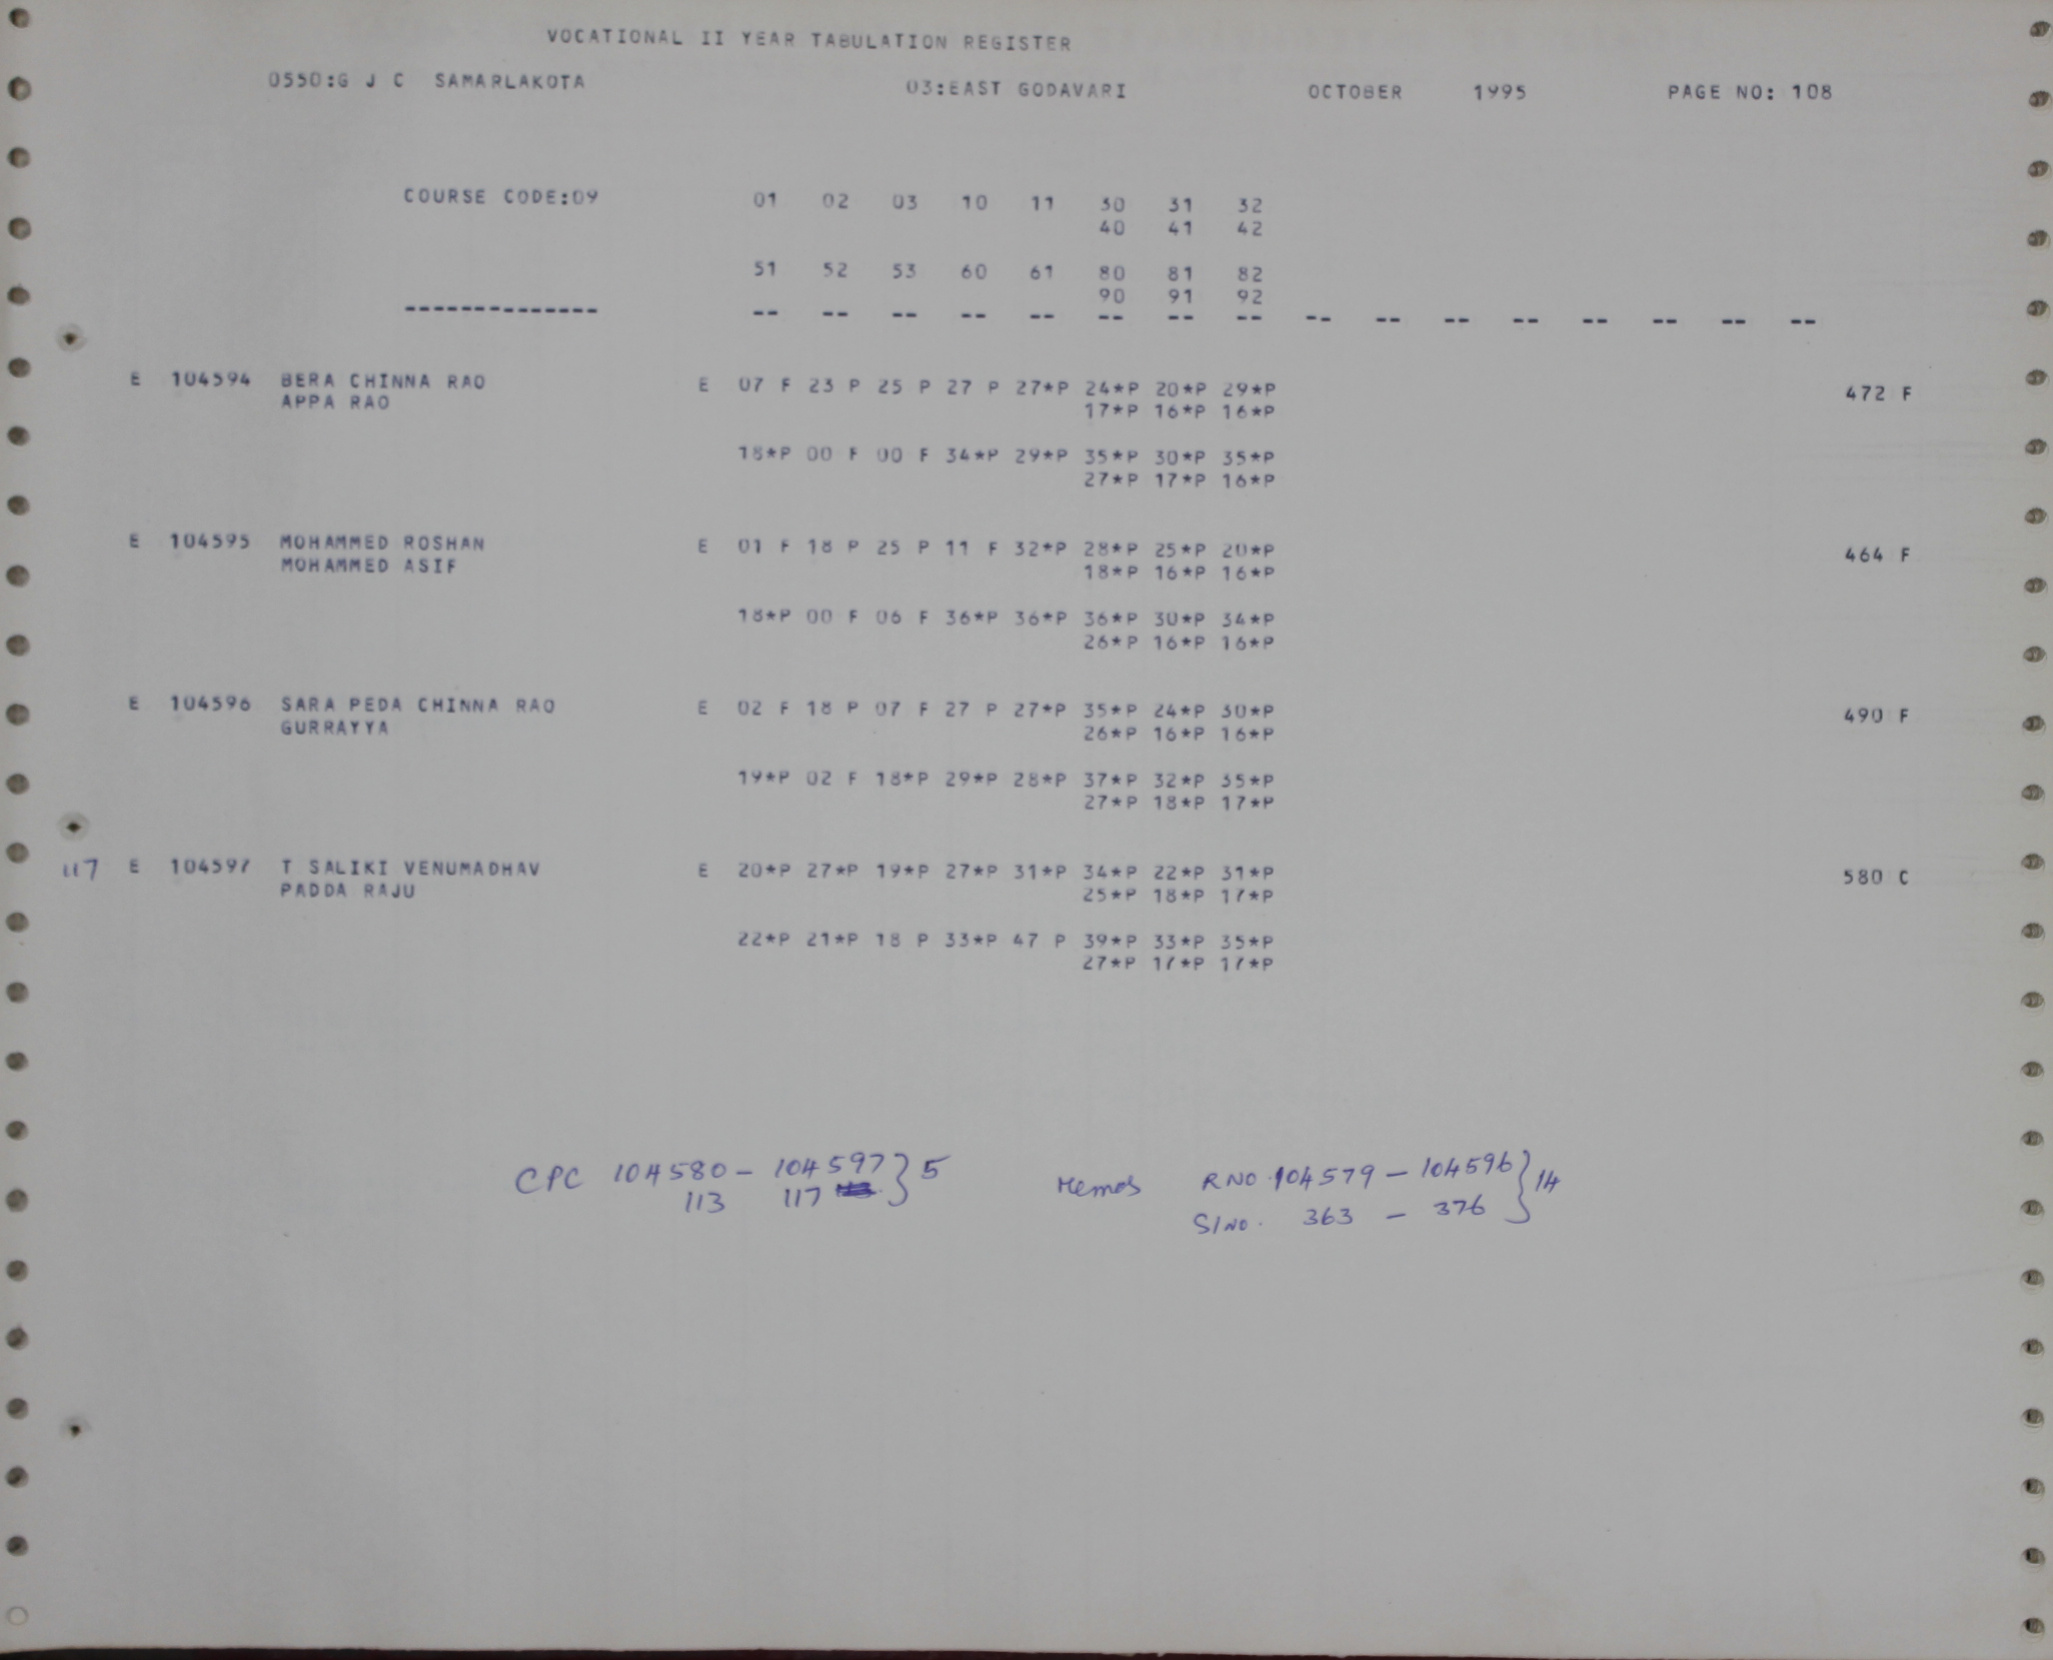 VOCATIONAL II YEAR TABULATION REGISTER
0550:G J C SAMARLAKOTA 03:EAST GODAVARI OCTOBER 1995 PAGE NO: 108
COURSE CODE:09 01 02 03 10 11 30 31 32
40 41 42
51 52 53 60 61 80 81 82
90 91 92
-------------- -- -- -- -- -- -- -- -- -- -- -- -- -- -- -- --
E 104594 BERA CHINNA RAO E 07 F 23 P 25 P 27 P 27*P 24*P 20*P 29*P 472 F
APPA RAO 17*P 16*P 16*P
18*P 00 F 00 F 34*P 29*P 35*P 30*P 35*P
27*P 17*P 16*P
E 104595 MOHAMMED ROSHAN E 01 F 18 P 25 P 11 F 32*P 28*P 25*P 20*P 464 F
MOHAMMED ASIF 18*P 16*P 16*P
18*P 00 F 06 F 36*P 36*P 36*P 30*P 34*P
26*P 16*P 16*P
E 104596 SARA PEDA CHINNA RAO E 02 F 18 P 07 F 27 P 27*P 35*P 24*P 30*P 490 F
GURRAYYA 26*P 16*P 16*P
19*P 02 F 18*P 29*P 28*P 37*P 32*P 35*P
27*P 18*P 17*P
117 E 104597 T SALIKI VENUMADHAV E 20*P 27*P 19*P 27*P 31*P 34*P 22*P 31*P 580 C
PADDA RAJU 25*P 18*P 17*P
22*P 21*P 18 P 33*P 47 P 39*P 33*P 35*P
27*P 17*P 17*P
CPC 104580 - 104597 } 5 Memos R NO. 104579 - 104596 } 14
113 117 Sl NO. 363 - 376